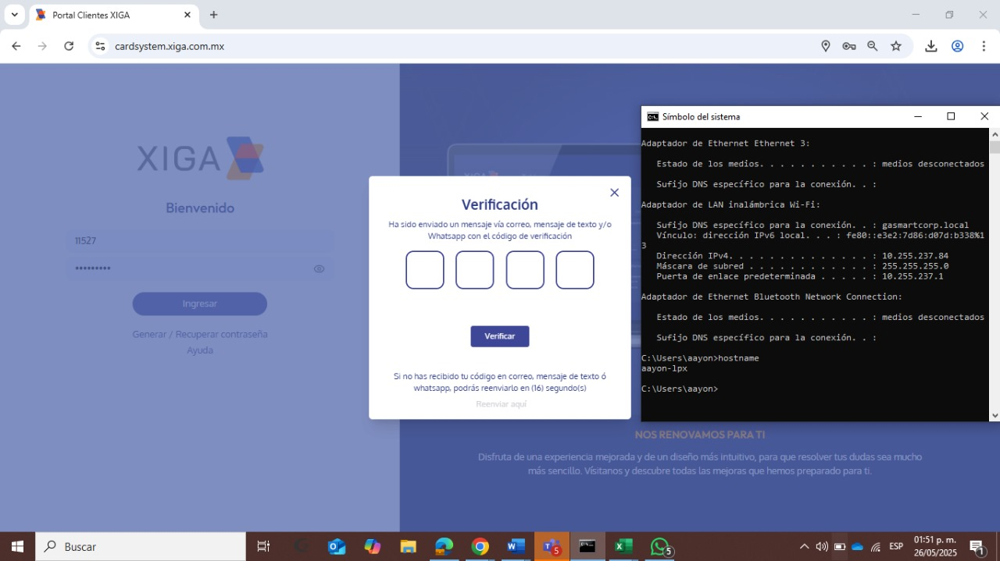 Portal Clientes XIGA
cardsystem.xiga.com.mx
XIGA
Bienvenido
11527
•••••••••
Ingresar
Generar / Recuperar contraseña
Ayuda
Verificación
Ha sido enviado un mensaje vía correo, mensaje de texto y/o
Whatsapp con el código de verificación
Verificar
Si no has recibido tu código en correo, mensaje de texto ó
whatsapp, podrás reenviarlo en (16) segundo(s)
Reenviar aquí
NOS RENOVAMOS PARA TI
Disfruta de una experiencia mejorada y de un diseño más intuitivo, para que resolver tus dudas sea mucho
más sencillo. Vísitanos y descubre todas las mejoras que hemos preparado para ti.
Símbolo del sistema
Adaptador de Ethernet Ethernet 3:
Estado de los medios. . . . . . . . . . . : medios desconectados
Sufijo DNS específico para la conexión. . :
Adaptador de LAN inalámbrica Wi-Fi:
Sufijo DNS específico para la conexión. . : gasmartcorp.local
Vínculo: dirección IPv6 local. . . : fe80::e3e2:7d86:d07d:b338%1
3
Dirección IPv4. . . . . . . . . . . . . . : 10.255.237.84
Máscara de subred . . . . . . . . . . . . : 255.255.255.0
Puerta de enlace predeterminada . . . . . : 10.255.237.1
Adaptador de Ethernet Bluetooth Network Connection:
Estado de los medios. . . . . . . . . . . : medios desconectados
Sufijo DNS específico para la conexión. . :
C:\Users\aayon>hostname
aayon-lpx
C:\Users\aayon>
Buscar
5
5
ESP
01:51 p. m.
26/05/2025
1